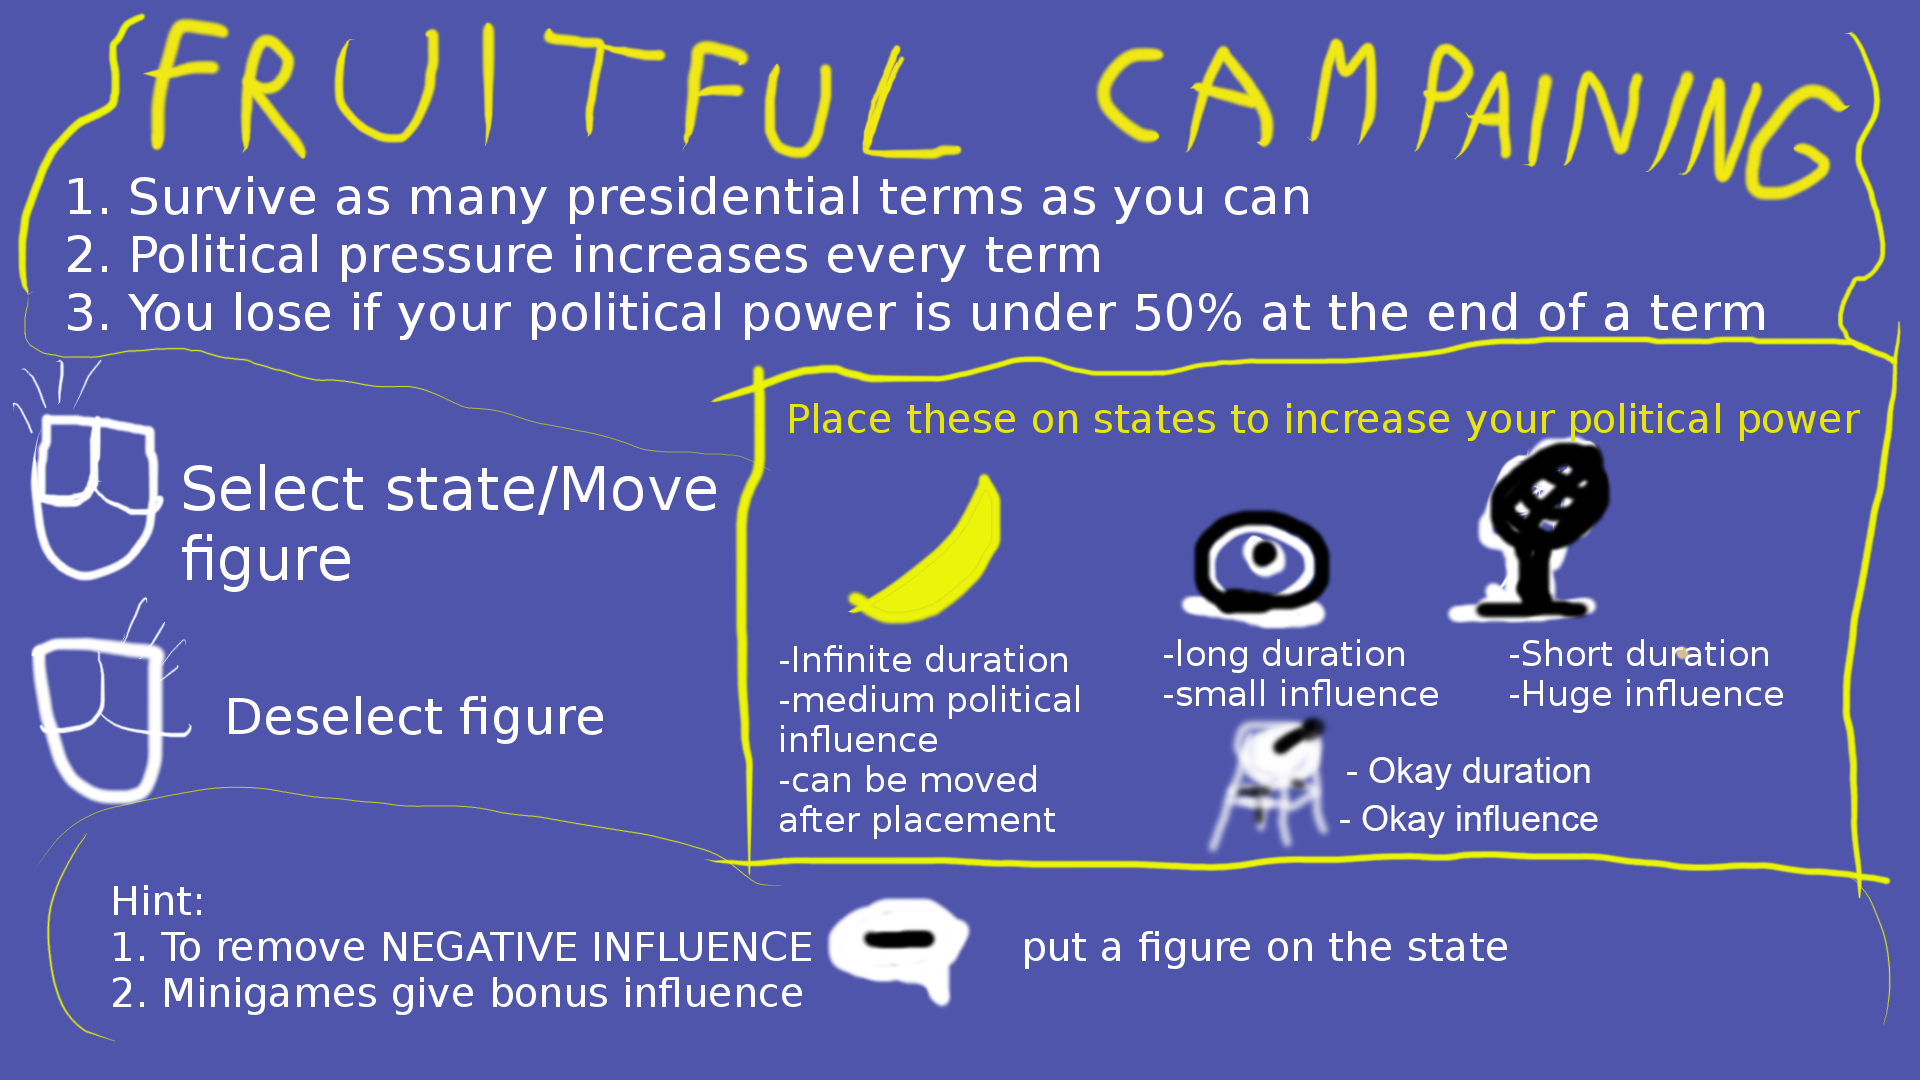 FRUITFUL CAMPAINING
1. Survive as many presidential terms as you can
2. Political pressure increases every term
3. You lose if your political power is under 50% at the end of a term
Select state/Move
figure
Deselect figure
Place these on states to increase your political power
-Infinite duration
-medium political
influence
-can be moved
after placement
-long duration
-small influence
-Short duration
-Huge influence
- Okay duration
- Okay influence
Hint:
1. To remove NEGATIVE INFLUENCE put a figure on the state
2. Minigames give bonus influence